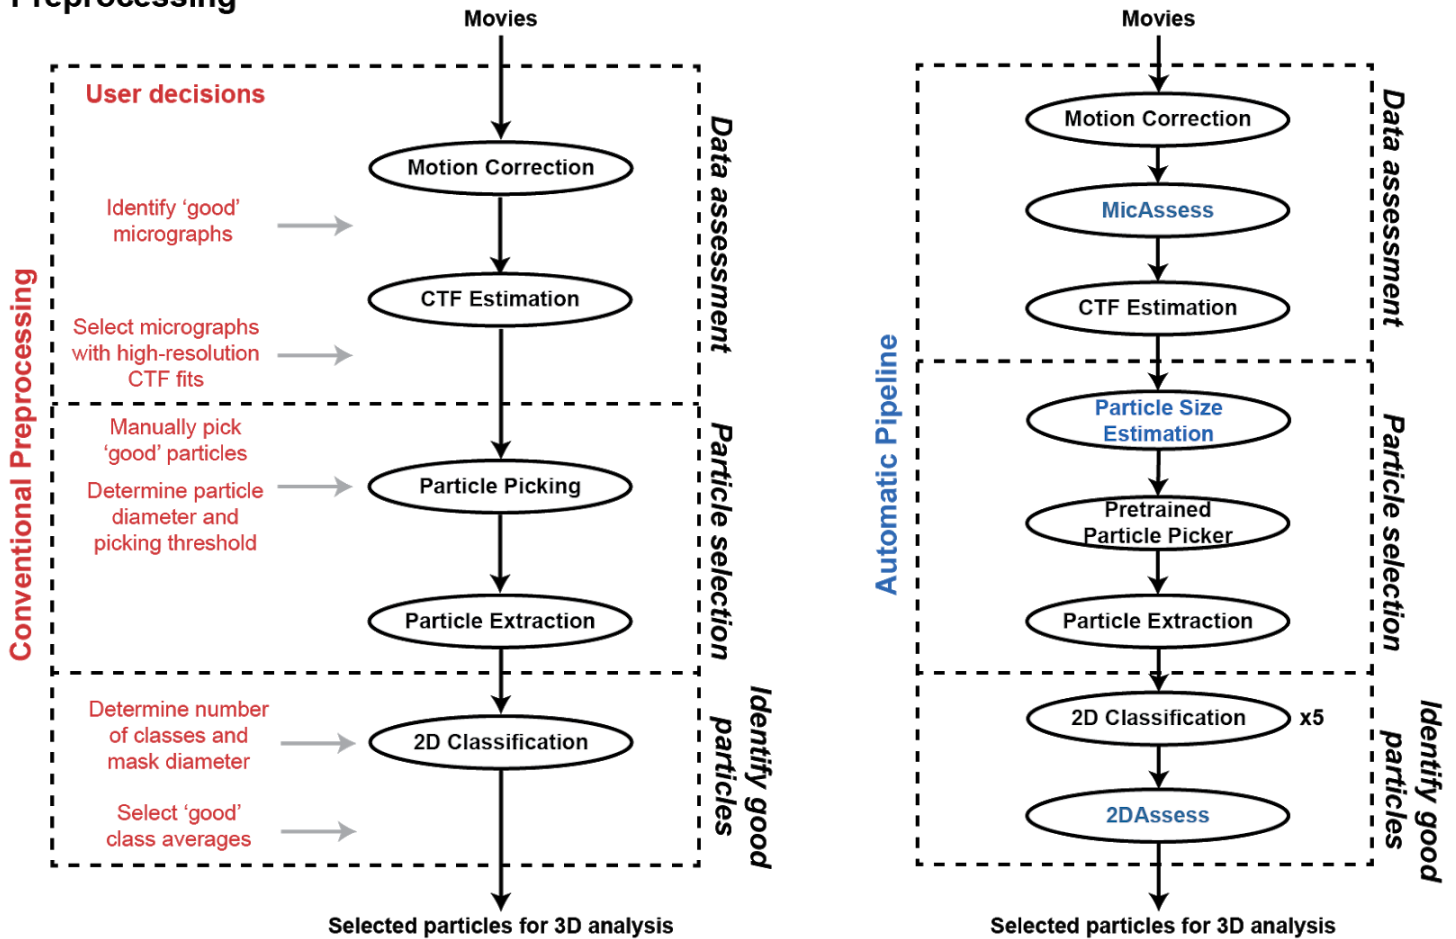 Preprocessing
Movies
User decisions
Motion Correction
Identify ‘good’
micrographs
CTF Estimation
Select micrographs
with high-resolution
CTF fits
Data assessment
Manually pick
‘good’ particles
Determine particle
diameter and
picking threshold
Particle Picking
Particle Extraction
Particle selection
Determine number
of classes and
mask diameter
2D Classification
Select ‘good’
class averages
Identify good
particles
Conventional Preprocessing
Selected particles for 3D analysis
Movies
Motion Correction
MicAssess
CTF Estimation
Data assessment
Automatic Pipeline
Particle Size
Estimation
Pretrained
Particle Picker
Particle Extraction
Particle selection
2D Classification
x5
2DAssess
Identify good
particles
Selected particles for 3D analysis